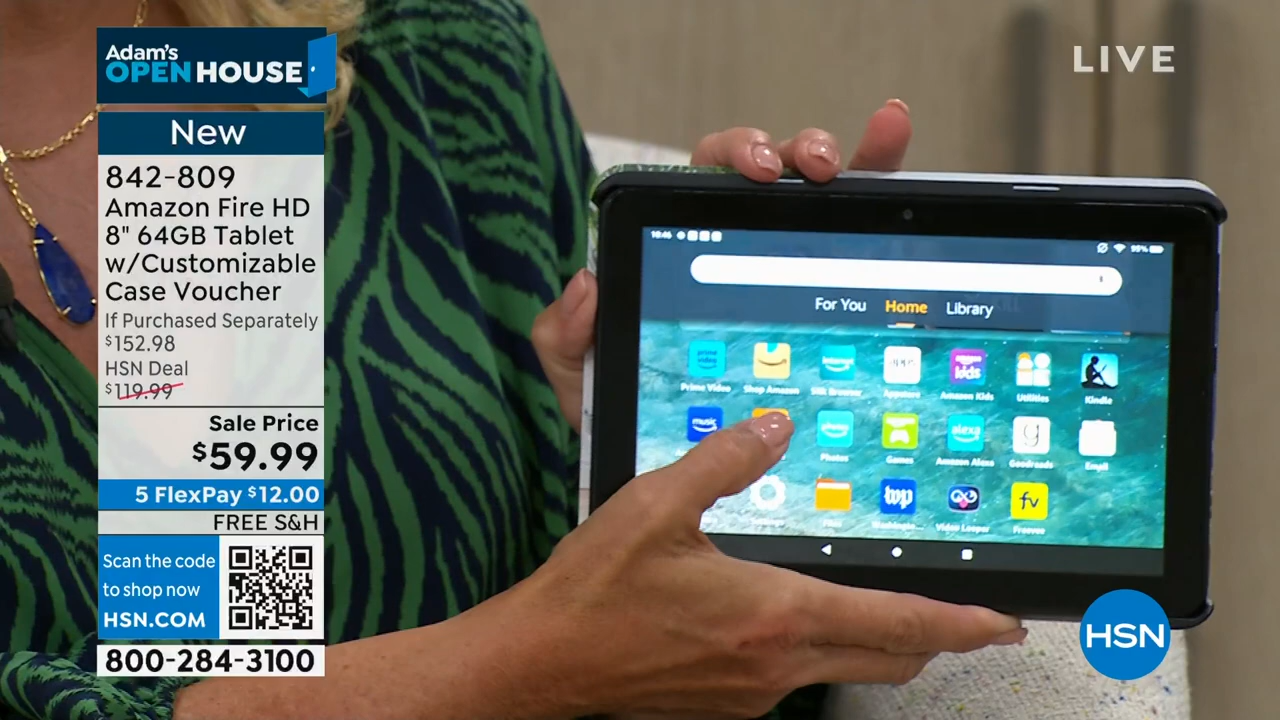 Adam's
OPEN HOUSE
New
842-809
Amazon Fire HD
8" 64GB Tablet
w/Customizable
Case Voucher
If Purchased Separately
$152.98
HSN Deal
$119.99
Sale Price
$59.99
5 FlexPay $12.00
FREE S&H
Scan the code
to shop now
HSN.COM
800-284-3100
LIVE
For You Home Library
Prime Video Shop Amazon Silk Browser Appstore Amazon Kids Utilities Kindle
music
Photos Games Amazon Alexa Goodreads Email
Settings Files Washingto... Video Looper Freevee
HSN